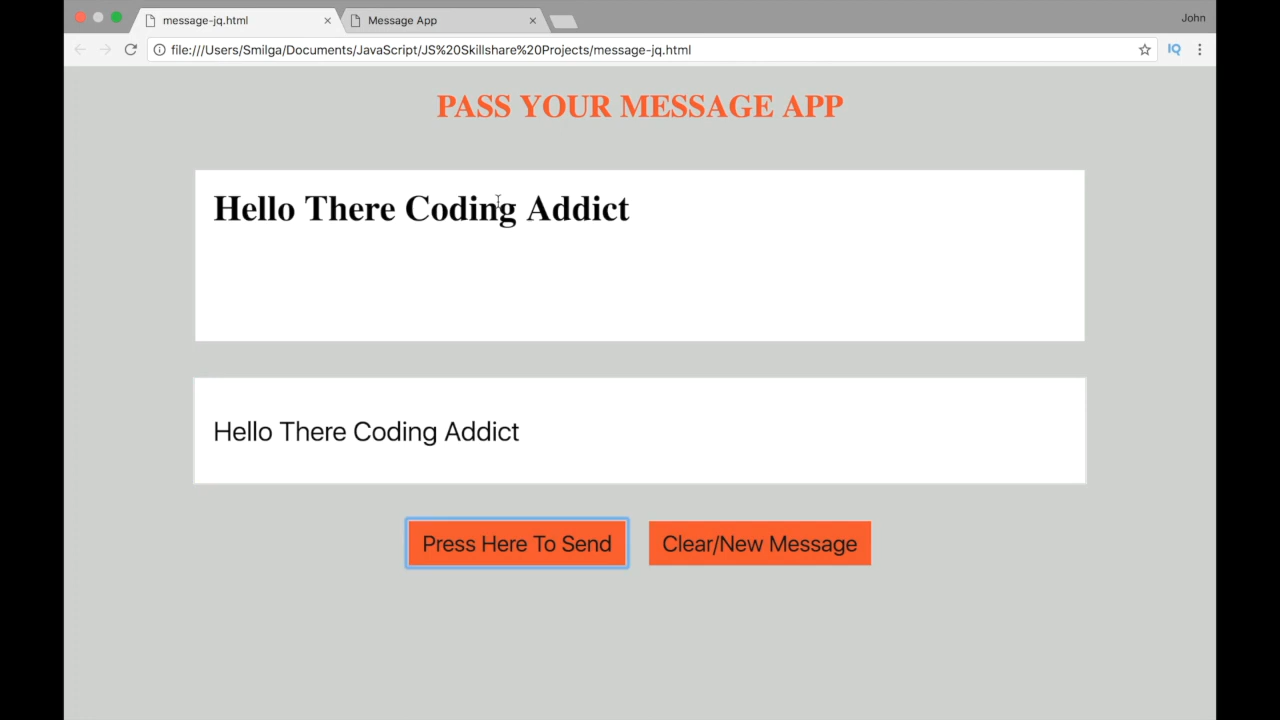 message-jq.html
Message App
John
file:///Users/Smilga/Documents/JavaScript/JS%20Skillshare%20Projects/message-jq.html
IQ
PASS YOUR MESSAGE APP
Hello There Coding Addict
Hello There Coding Addict
Press Here To Send
Clear/New Message